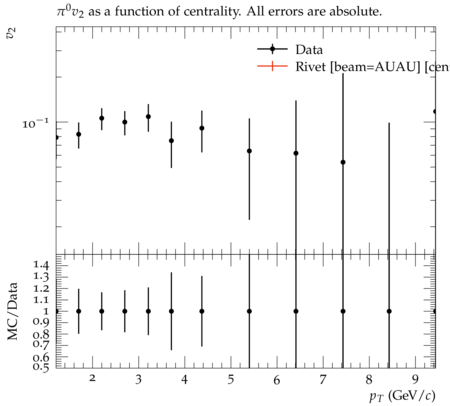 π⁰v₂ as a function of centrality. All errors are absolute.
v₂
Data
Rivet [beam=AUAU] [cen
10⁻¹
MC/Data
1.4
1.3
1.2
1.1
1
0.9
0.8
0.7
0.6
0.5
2 3 4 5 6 7 8 9
p_T (GeV/c)